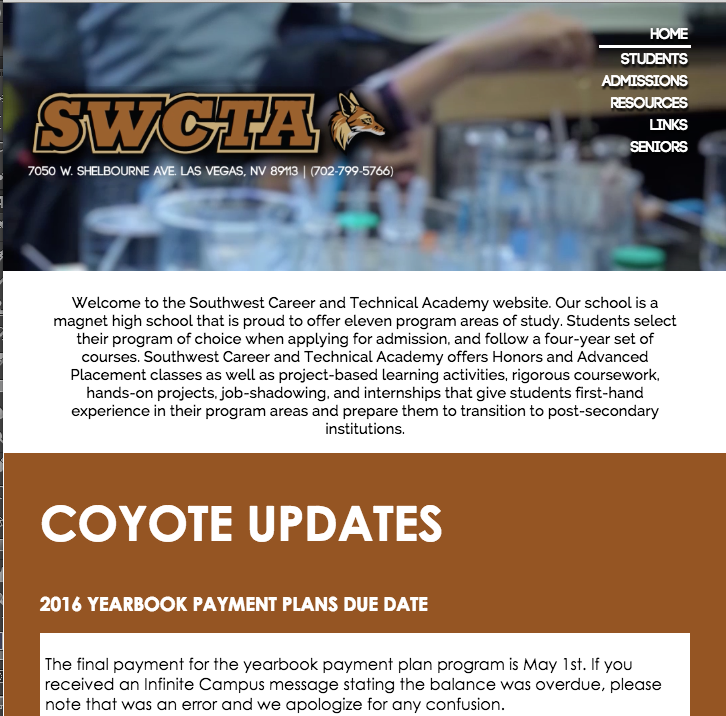 HOME
STUDENTS
ADMISSIONS
RESOURCES
LINKS
SENIORS
SWCTA
7050 W. SHELBOURNE AVE. LAS VEGAS, NV 89113 | (702-799-5766)
Welcome to the Southwest Career and Technical Academy website. Our school is a
magnet high school that is proud to offer eleven program areas of study. Students select
their program of choice when applying for admission, and follow a four-year set of
courses. Southwest Career and Technical Academy offers Honors and Advanced
Placement classes as well as project-based learning activities, rigorous coursework,
hands-on projects, job-shadowing, and internships that give students first-hand
experience in their program areas and prepare them to transition to post-secondary
institutions.
COYOTE UPDATES
2016 YEARBOOK PAYMENT PLANS DUE DATE
The final payment for the yearbook payment plan program is May 1st. If you
received an Infinite Campus message stating the balance was overdue, please
note that was an error and we apologize for any confusion.